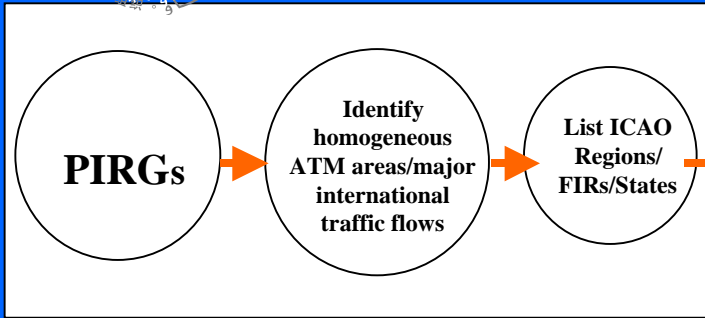 PIRGs
Identify
homogeneous
ATM areas/major
international
traffic flows
List ICAO
Regions/
FIRs/States